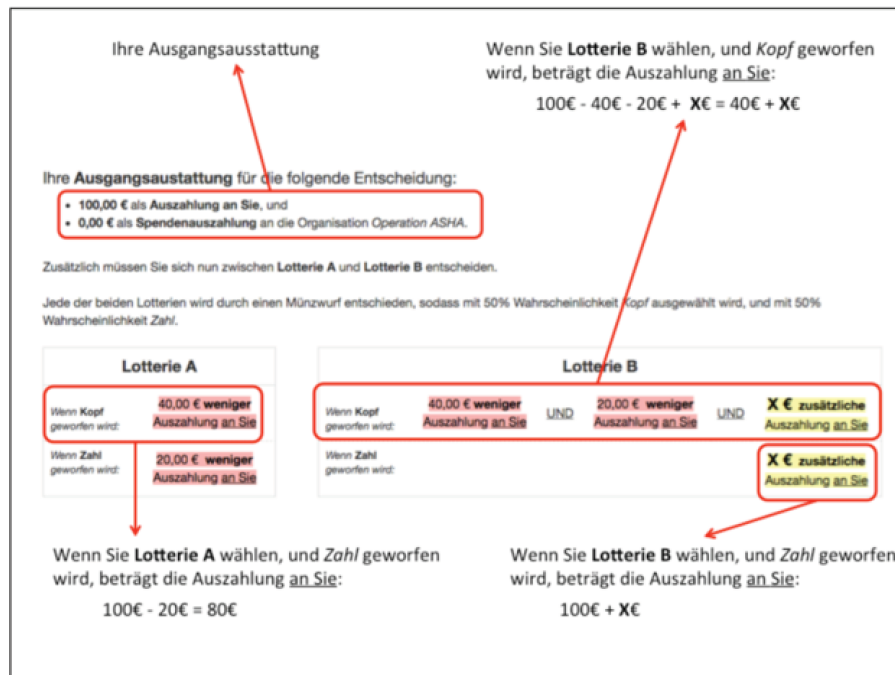 Ihre Ausgangsausstattung
Wenn Sie Lotterie B wählen, und Kopf geworfen
wird, beträgt die Auszahlung an Sie:
100€ - 40€ - 20€ + X€ = 40€ + X€
Ihre Ausgangsaustattung für die folgende Entscheidung:
• 100,00 € als Auszahlung an Sie, und
• 0,00 € als Spendenauszahlung an die Organisation Operation ASHA.
Zusätzlich müssen Sie sich nun zwischen Lotterie A und Lotterie B entscheiden.
Jede der beiden Lotterien wird durch einen Münzwurf entschieden, sodass mit 50% Wahrscheinlichkeit Kopf ausgewählt wird, und mit 50%
Wahrscheinlichkeit Zahl.
Lotterie A
Wenn Kopf
geworfen wird:
40,00 € weniger
Auszahlung an Sie
Wenn Zahl
geworfen wird:
20,00 € weniger
Auszahlung an Sie
Lotterie B
Wenn Kopf
geworfen wird:
40,00 € weniger
Auszahlung an Sie
UND
20,00 € weniger
Auszahlung an Sie
UND
X € zusätzliche
Auszahlung an Sie
Wenn Zahl
geworfen wird:
X € zusätzliche
Auszahlung an Sie
Wenn Sie Lotterie A wählen, und Zahl geworfen
wird, beträgt die Auszahlung an Sie:
100€ - 20€ = 80€
Wenn Sie Lotterie B wählen, und Zahl geworfen
wird, beträgt die Auszahlung an Sie:
100€ + X€